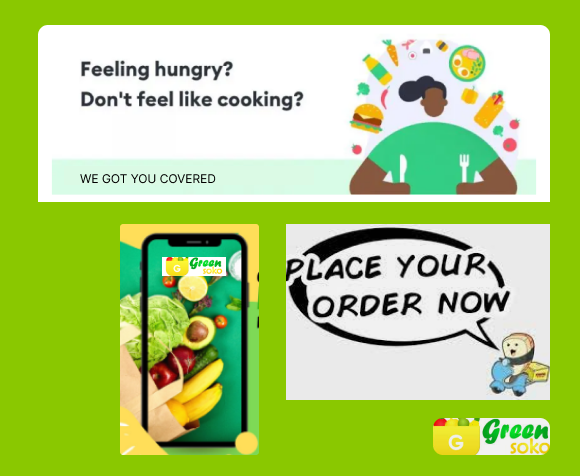 Feeling hungry?
Don't feel like cooking?
WE GOT YOU COVERED
G Green
soko
PLACE YOUR
ORDER NOW
G Green
soko